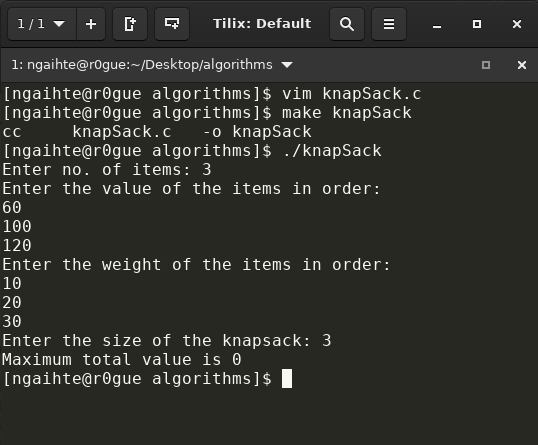 1 / 1
Tilix: Default
1: ngaihte@r0gue:~/Desktop/algorithms
[ngaihte@r0gue algorithms]$ vim knapSack.c
[ngaihte@r0gue algorithms]$ make knapSack
cc     knapSack.c   -o knapSack
[ngaihte@r0gue algorithms]$ ./knapSack
Enter no. of items: 3
Enter the value of the items in order:
60
100
120
Enter the weight of the items in order:
10
20
30
Enter the size of the knapsack: 3
Maximum total value is 0
[ngaihte@r0gue algorithms]$